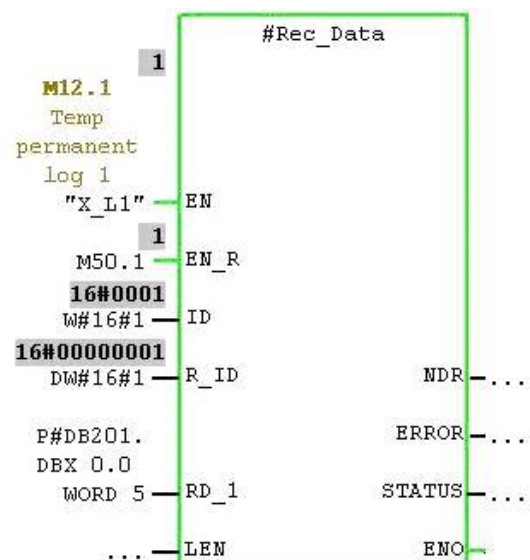 #Rec_Data
1
M12.1
Temp
permanent
log 1
"X_L1"
EN
1
M50.1
EN_R
16#0001
W#16#1
ID
16#00000001
DW#16#1
R_ID
NDR
...
P#DB201.
DBX 0.0
WORD 5
RD_1
ERROR
...
STATUS
...
...
LEN
ENO